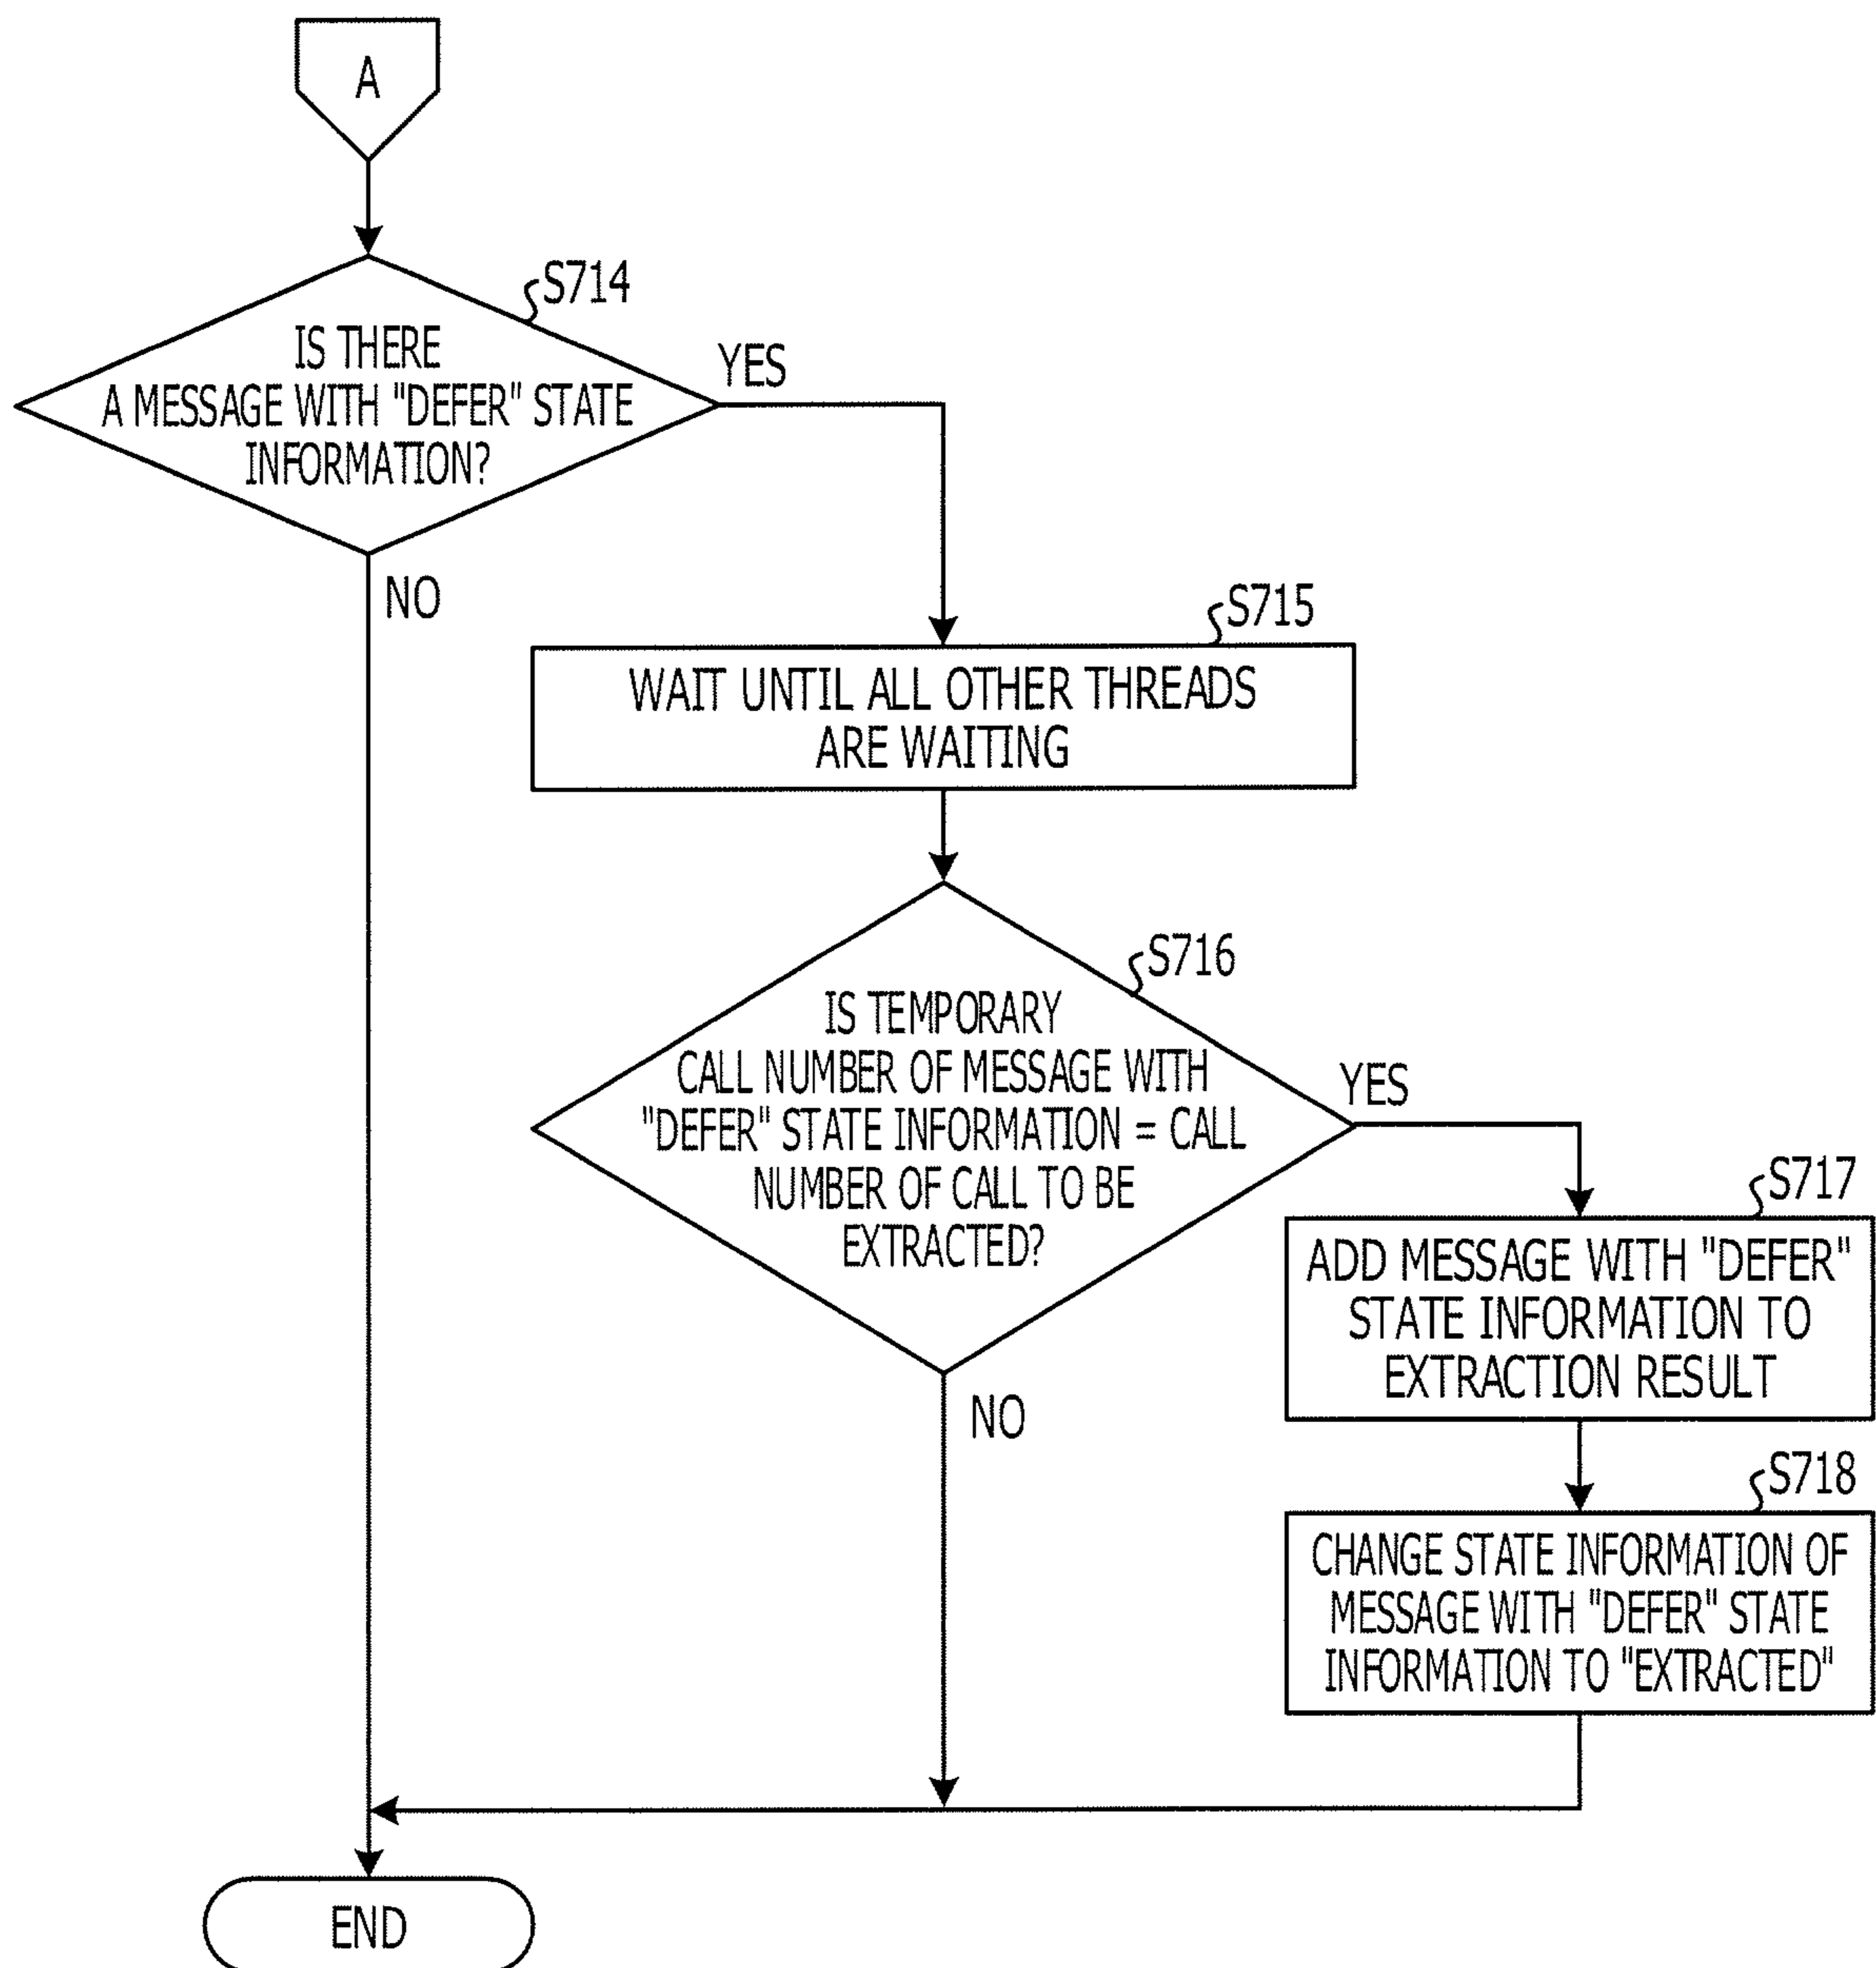 A
S714
IS THERE
A MESSAGE WITH "DEFER" STATE
INFORMATION?
YES
NO
S715
WAIT UNTIL ALL OTHER THREADS
ARE WAITING
S716
IS TEMPORARY
CALL NUMBER OF MESSAGE WITH
"DEFER" STATE INFORMATION = CALL
NUMBER OF CALL TO BE
EXTRACTED?
YES
NO
S717
ADD MESSAGE WITH "DEFER"
STATE INFORMATION TO
EXTRACTION RESULT
S718
CHANGE STATE INFORMATION OF
MESSAGE WITH "DEFER" STATE
INFORMATION TO "EXTRACTED"
END